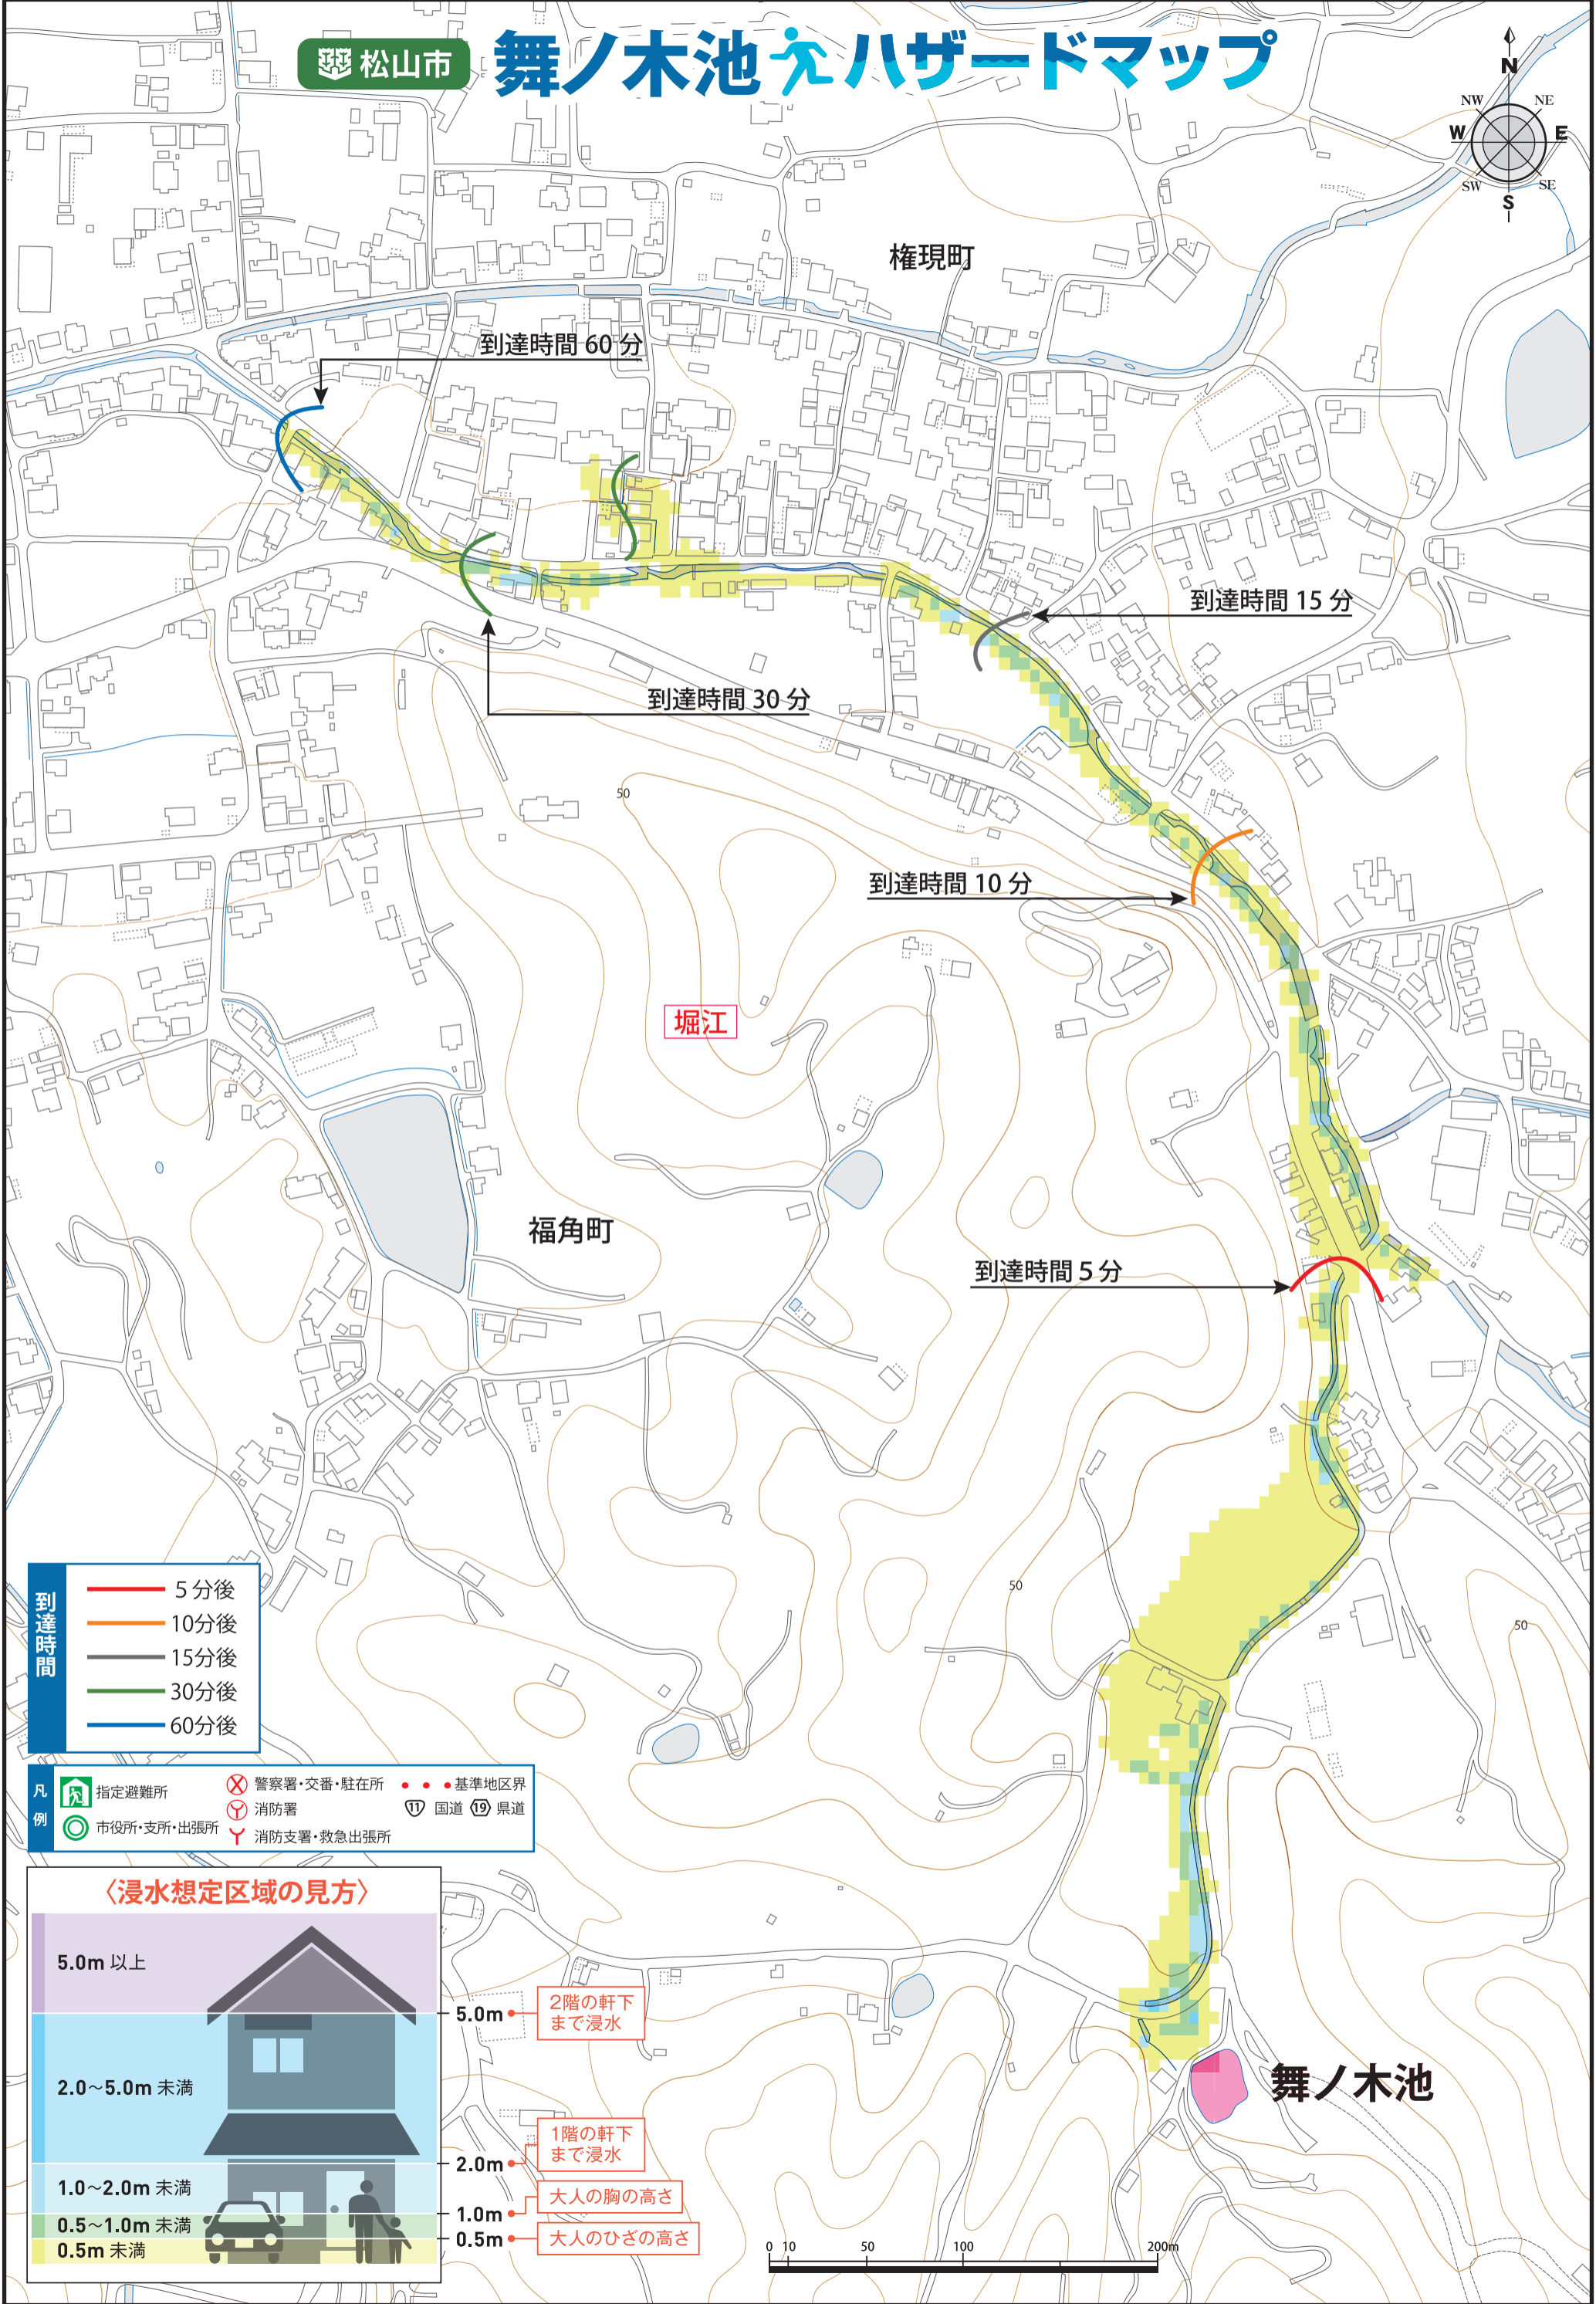 松山市 舞ノ木池 ハザードマップ
N
NW NE
W E
SW SE
S
権現町
到達時間 60 分
到達時間 15 分
到達時間 30 分
50
到達時間 10 分
堀江
福角町
到達時間 5 分
50
50
到達時間
5 分後
10分後
15分後
30分後
60分後
凡例
指定避難所
市役所・支所・出張所
警察署・交番・駐在所
消防署
消防支署・救急出張所
基準地区界
11 国道 19 県道
〈浸水想定区域の見方〉
5.0m 以上
2.0〜5.0m 未満
1.0〜2.0m 未満
0.5〜1.0m 未満
0.5m 未満
5.0m
2階の軒下
まで浸水
2.0m
1階の軒下
まで浸水
1.0m
大人の胸の高さ
0.5m
大人のひざの高さ
舞ノ木池
0 10 50 100 200m